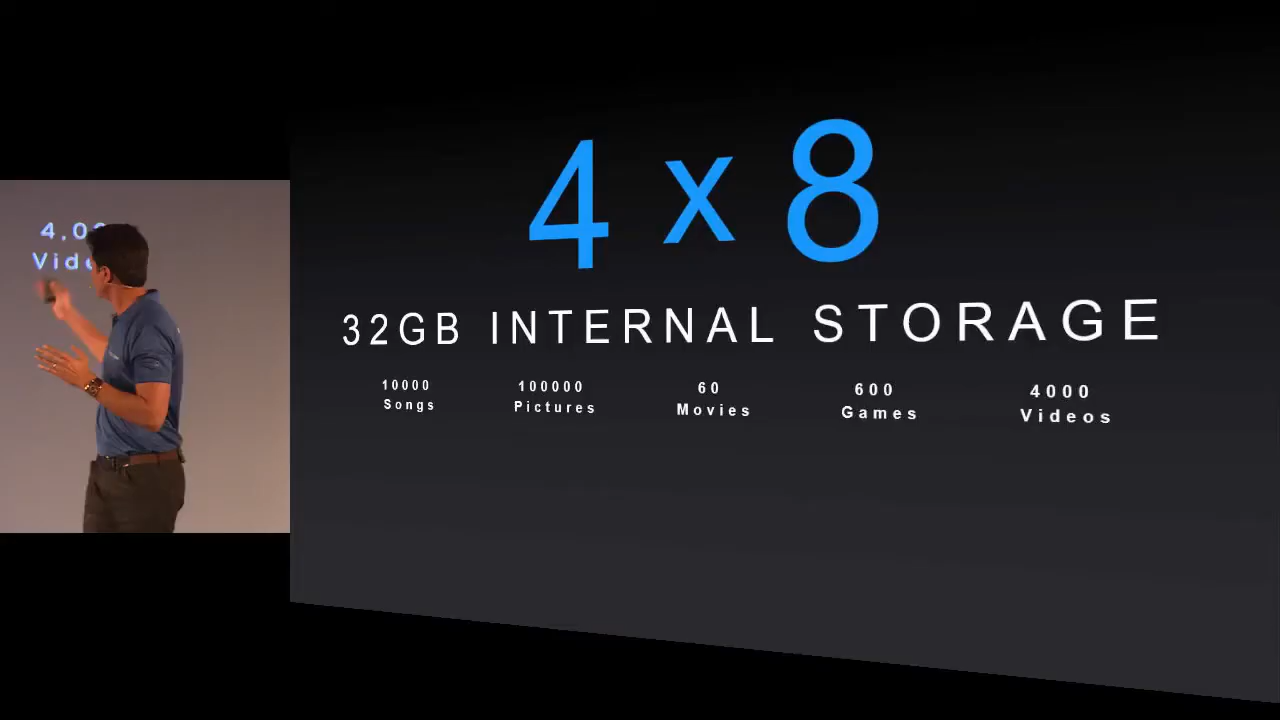 4 x 8
32GB INTERNAL STORAGE
10000 100000 60 600 4000
Songs Pictures Movies Games Videos